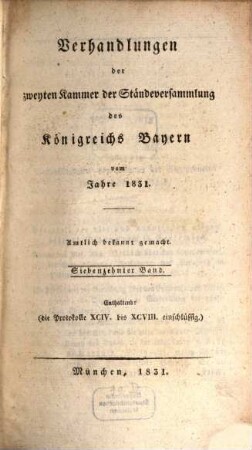 Verhandlungen
der
zweyten Kammer der Ständeversammlung
des
Königreichs Bayern
vom
Jahre 1831.
Amtlich bekannt gemacht.
Siebenzehnter Band.
Enthaltend:
(die Protokolle XCIV. bis XCVIII. einschlüssig.)
München, 1831.